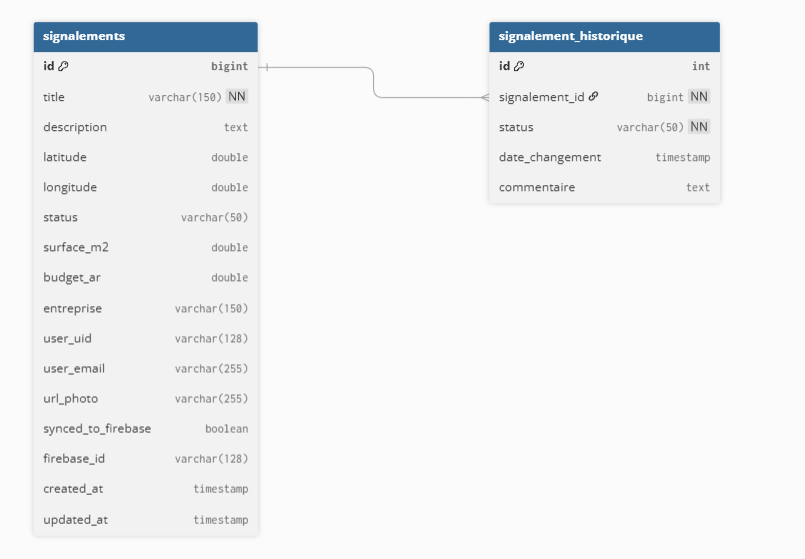 signalements
id bigint
title varchar(150) NN
description text
latitude double
longitude double
status varchar(50)
surface_m2 double
budget_ar double
entreprise varchar(150)
user_uid varchar(128)
user_email varchar(255)
url_photo varchar(255)
synced_to_firebase boolean
firebase_id varchar(128)
created_at timestamp
updated_at timestamp
signalement_historique
id int
signalement_id bigint NN
status varchar(50) NN
date_changement timestamp
commentaire text